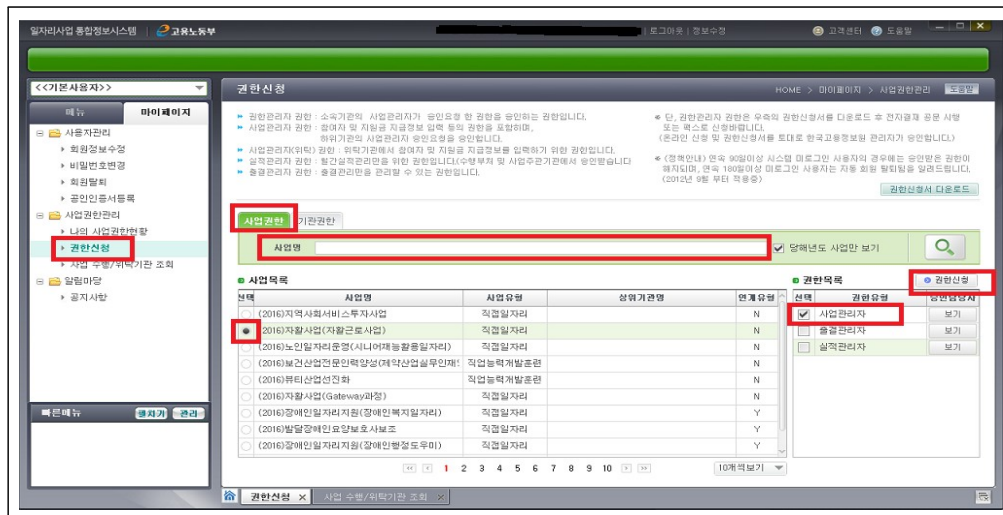 일자리사업 통합정보시스템 고용노동부
로그아웃 | 정보수정
고객센터 도움말
<<기본사용자>>
메뉴 마이페이지
사용자관리
회원정보수정
비밀번호변경
회원탈퇴
공인인증서등록
사업권한관리
나의 사업권한현황
권한신청
사업 수행/위탁기관 조회
알림마당
공지사항
빠른메뉴 펼치기 관리
권한신청
HOME > 마이페이지 > 사업권한관리 도움말
권한관리자 권한 : 소속기관의 사업관리자가 승인요청 한 권한을 승인하는 권한입니다.
사업관리자 권한 : 참여자 및 지원금 지급정보 입력 등의 권한을 포함하며,
하위기관의 사업관리자 승인요청을 승인합니다.
사업관리자(위탁) 권한 : 위탁기관에서 참여자 및 지원금 지급정보를 입력하기 위한 권한입니다.
실적관리자 권한 : 월간실적관리만을 위한 권한입니다.(수행부처 및 사업주관기관에서 승인받습니다
출결관리자 권한 : 출결관리만을 관리할 수 있는 권한입니다.
※ 단, 권한관리자 권한은 우측의 권한신청서를 다운로드 후 전자결재 공문 시행
또는 팩스로 신청바랍니다.
(온라인 신청 및 권한신청서를 토대로 한국고용정보원 관리자가 승인합니다.)
※ <정책안내> 연속 90일이상 시스템 미로그인 사용자의 경우에는 승인받은 권한이
해지되며, 연속 180일이상 미로그인 사용자는 자동 회원 탈퇴됨을 알려드립니다.
(2012년 9월 부터 적용중)
권한신청서 다운로드
사업권한 기관권한
사업명
당해년도 사업만 보기
사업목록
선택 사업명 사업유형 상위기관명 연계유형
(2016)지역사회서비스투자사업 직접일자리 N
(2016)자활사업(자활근로사업) 직접일자리 N
(2016)노인일자리운영(시니어재능활용일자리) 직접일자리 N
(2016)보건산업전문인력양성(제약산업실무인재 직업능력개발훈련 N
(2016)뷰티산업선진화 직업능력개발훈련 N
(2016)자활사업(Gateway과정) 직접일자리 N
(2016)장애인일자리지원(장애인복지일자리) 직접일자리 Y
(2016)발달장애인요양보호사보조 직접일자리 Y
(2016)장애인일자리지원(장애인행정도우미) 직접일자리 Y
1 2 3 4 5 6 7 8 9 10
10개씩보기
권한목록 권한신청
선택 권한유형 승인담당자
사업관리자 보기
출결관리자 보기
실적관리자 보기
권한신청 × 사업 수행/위탁기관 조회 ×